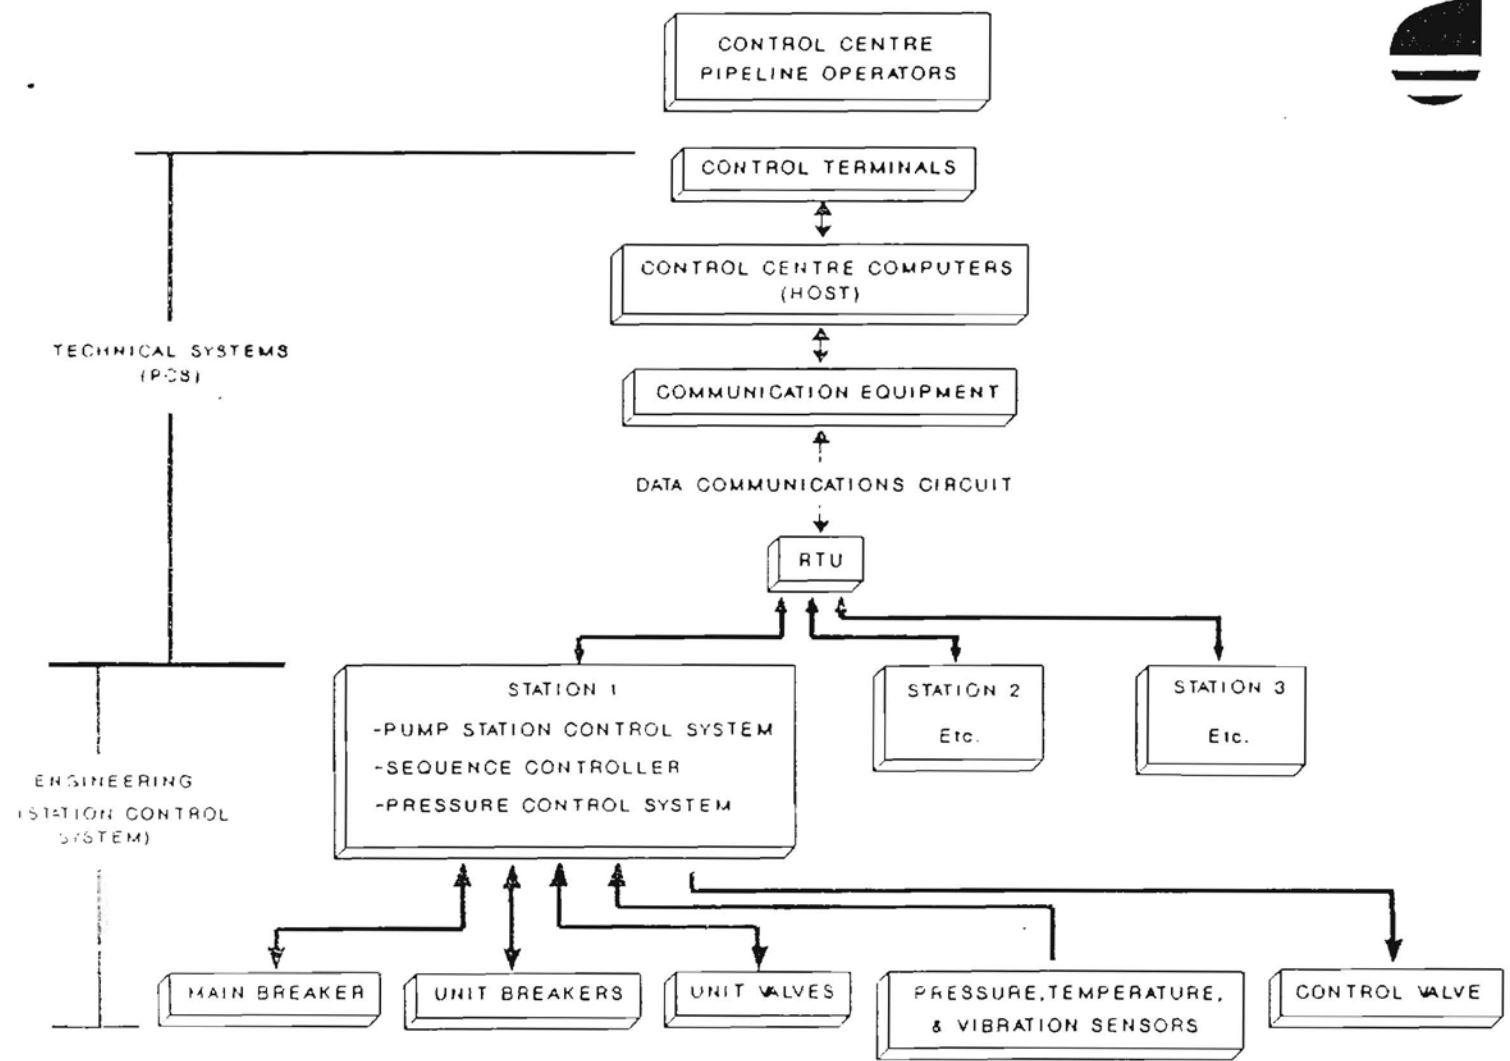 CONTROL CENTRE
PIPELINE OPERATORS
CONTROL TERMINALS
CONTROL CENTRE COMPUTERS
(HOST)
TECHNICAL SYSTEMS
(PCS)
COMMUNICATION EQUIPMENT
DATA COMMUNICATIONS CIRCUIT
RTU
STATION 1
-PUMP STATION CONTROL SYSTEM
-SEQUENCE CONTROLLER
-PRESSURE CONTROL SYSTEM
STATION 2
Etc.
STATION 3
Etc.
ENGINEERING
(STATION CONTROL
SYSTEM)
MAIN BREAKER
UNIT BREAKERS
UNIT VALVES
PRESSURE, TEMPERATURE,
& VIBRATION SENSORS
CONTROL VALVE